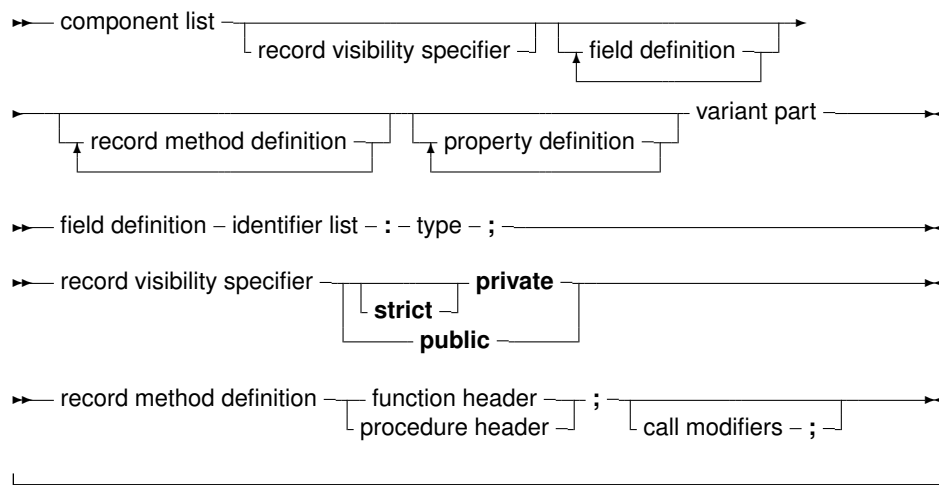 component list
record visibility specifier field definition
variant part
record method definition property definition
field definition – identifier list – : – type – ;
record visibility specifier private
strict
public
record method definition function header ;
procedure header call modifiers – ;